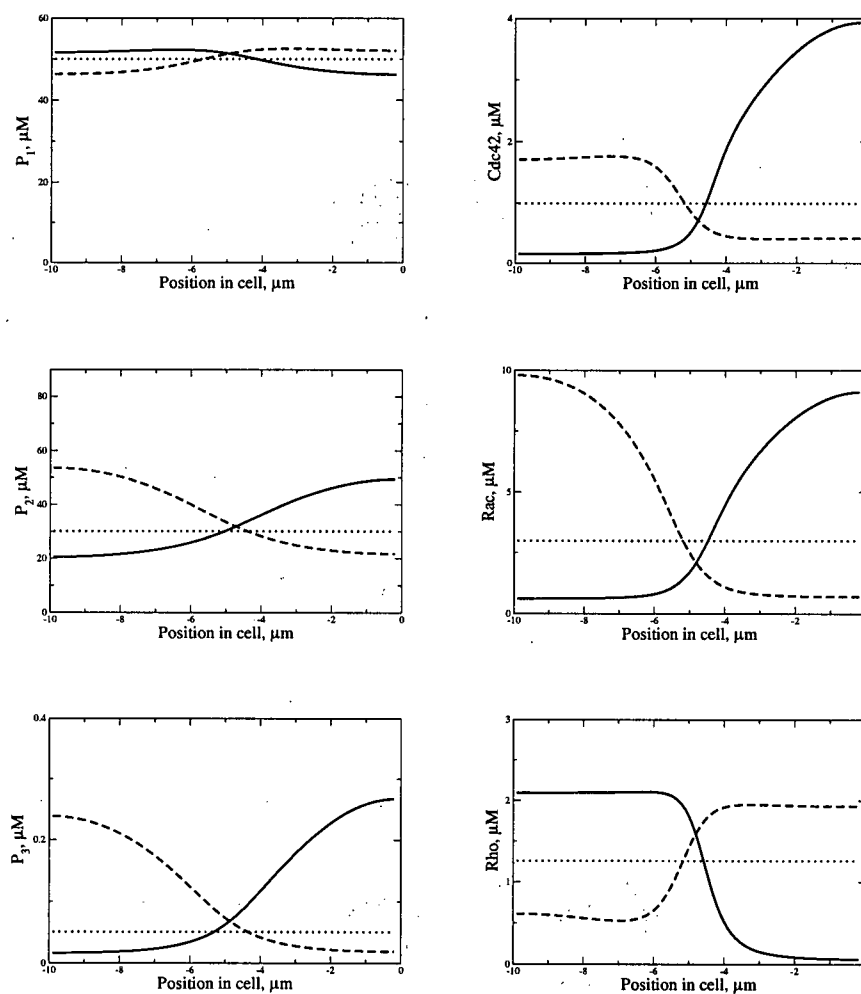 60
40
20
0
P1, μM
-10 -8 -6 -4 -2 0
Position in cell, μm
4
2
0
Cdc42, μM
-10 -8 -6 -4 -2
Position in cell, μm
80
60
40
20
0
P2, μM
-10 -8 -6 -4 -2 0
Position in cell, μm
10
5
0
Rac, μM
-10 -8 -6 -4 -2
Position in cell, μm
0.4
0.2
0
P3, μM
-10 -8 -6 -4 -2 0
Position in cell, μm
3
2
1
0
Rho, μM
-10 -8 -6 -4 -2
Position in cell, μm